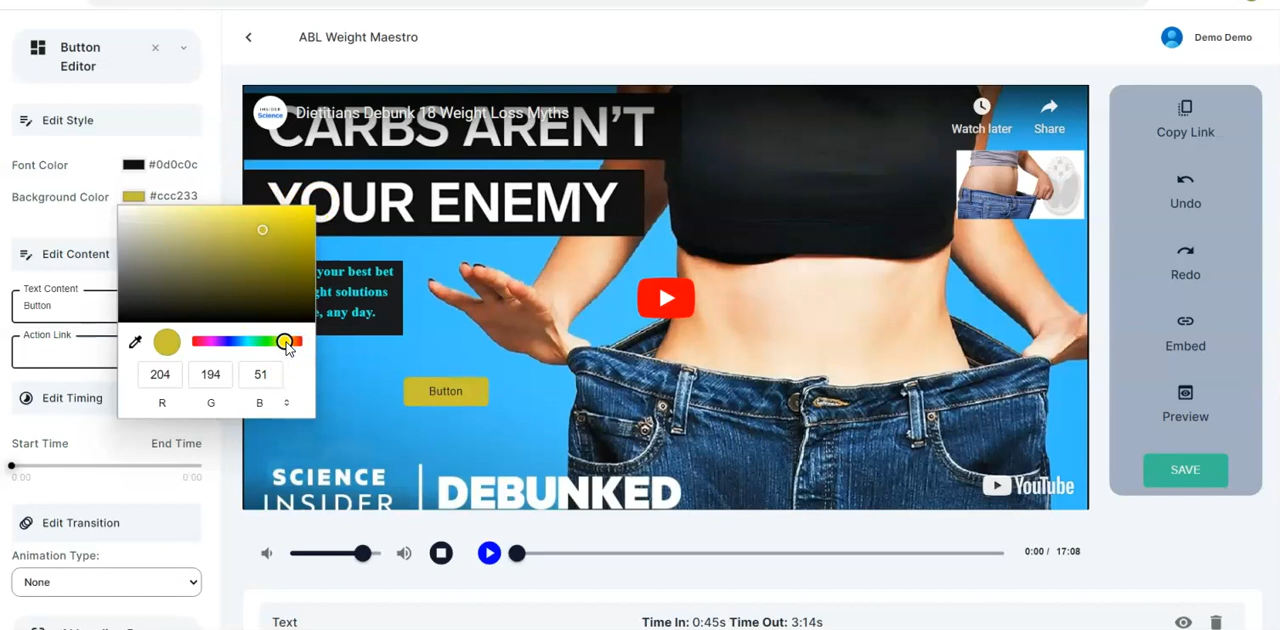 Button
Editor
ABL Weight Maestro
Demo Demo
Edit Style
Font Color
#0d0c0c
Background Color
#ccc233
Edit Content
Text Content
Button
Action Link
204
194
51
R
G
B
Edit Timing
Start Time
End Time
0:00
0:00
Edit Transition
Animation Type:
None
INSIDER
Science
Dietitians Debunk 18 Weight Loss Myths
CARBS AREN'T
YOUR ENEMY
Watch later
Share
your best bet
ght solutions
, any day.
Button
SCIENCE
INSIDER
DEBUNKED
YouTube
0:00 / 17:08
Text
Time In: 0:45s Time Out: 3:14s
Copy Link
Undo
Redo
Embed
Preview
SAVE